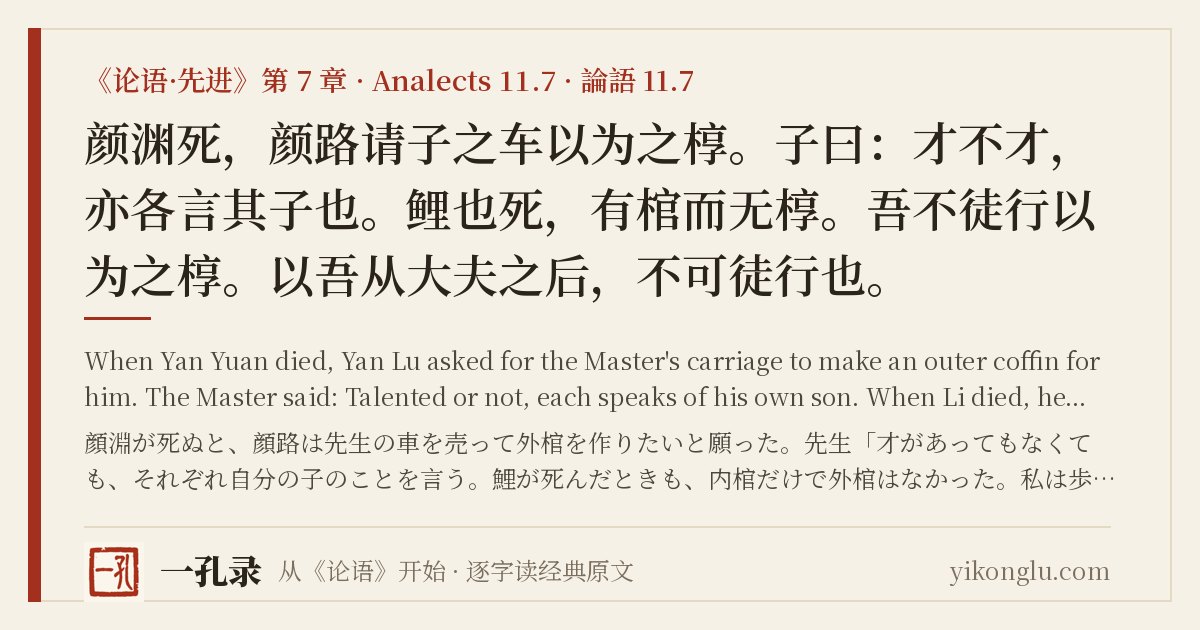 《论语·先进》第 7 章 · Analects 11.7 · 論語 11.7
颜渊死，颜路请子之车以为之椁。子曰：才不才，
亦各言其子也。鲤也死，有棺而无椁。吾不徒行以
为之椁。以吾从大夫之后，不可徒行也。
When Yan Yuan died, Yan Lu asked for the Master's carriage to make an outer coffin for
him. The Master said: Talented or not, each speaks of his own son. When Li died, he…
顔淵が死ぬと、顔路は先生の車を売って外棺を作りたいと願った。先生「才があってもなくて
も、それぞれ自分の子のことを言う。鯉が死んだときも、内棺だけで外棺はなかった。私は歩…
一孔
一孔录 从《论语》开始 · 逐字读经典原文 yikonglu.com